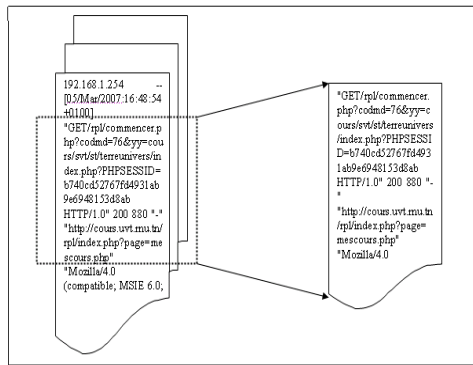 192.168.1.254 --
[05/Mar/2007:16:48:54
+0100]
"GET/rpl/commencer.p
hp?codmd=76&yy=cou
rs/svt/st/terreunivers/in
dex.php?PHPSESSID=
b740cd52767fd4931ab
9e6948153d8ab
HTTP/1.0" 200 880 "-"
"http://cours.uvt.mu.tn/
rpl/index.php?page=me
scours.php"
"Mozilla/4.0
(compatible; MSIE 6.0;
"GET/rpl/commencer.
php?codmd=76&yy=c
ours/svt/st/terreunivers
/index.php?PHPSESSI
D=b740cd52767fd493
1ab9e6948153d8ab
HTTP/1.0" 200 880 "-
"
"http://cours.uvt.mu.tn
/rpl/index.php?page=
mescours.php"
"Mozilla/4.0